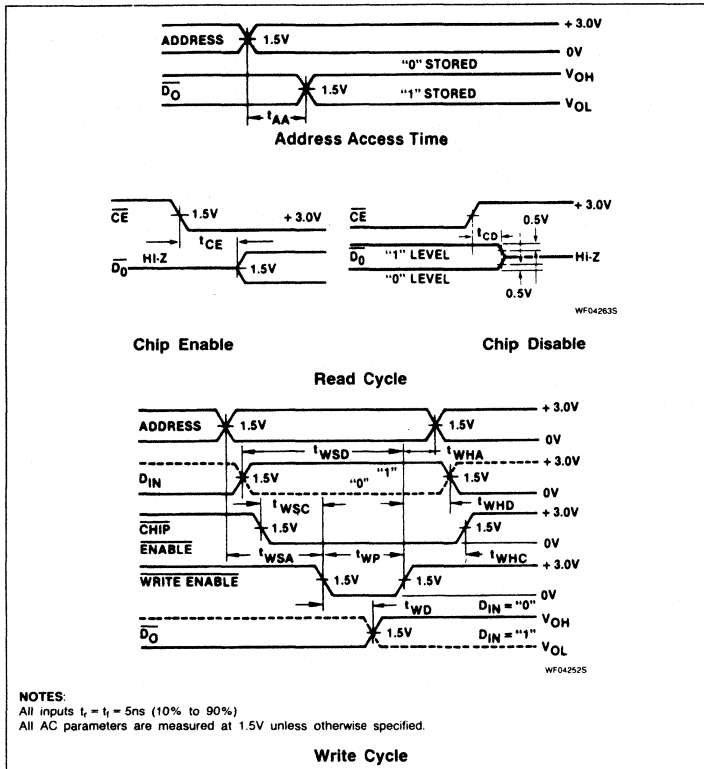 + 3.0V
ADDRESS 1.5V
0V
"0" STORED VOH
DO 1.5V "1" STORED
VOL
tAA
Address Access Time
CE 1.5V + 3.0V
tCE
DO HI-Z 1.5V
CE + 3.0V
tCD 0.5V
DO "1" LEVEL HI-Z
"0" LEVEL
0.5V
WF04263S
Chip Enable Chip Disable
Read Cycle
+ 3.0V
ADDRESS 1.5V 1.5V
0V
tWSD tWHA
+ 3.0V
DIN 1.5V "1" 1.5V
"0"
0V
tWSC tWHD
+ 3.0V
CHIP 1.5V
ENABLE 0V
tWSA tWP tWHC
+ 3.0V
WRITE ENABLE 1.5V 1.5V
0V
tWD DIN = "0"
VOH
DO 1.5V DIN = "1"
VOL
WF04252S
NOTES:
All inputs tr = tf = 5ns (10% to 90%)
All AC parameters are measured at 1.5V unless otherwise specified.
Write Cycle